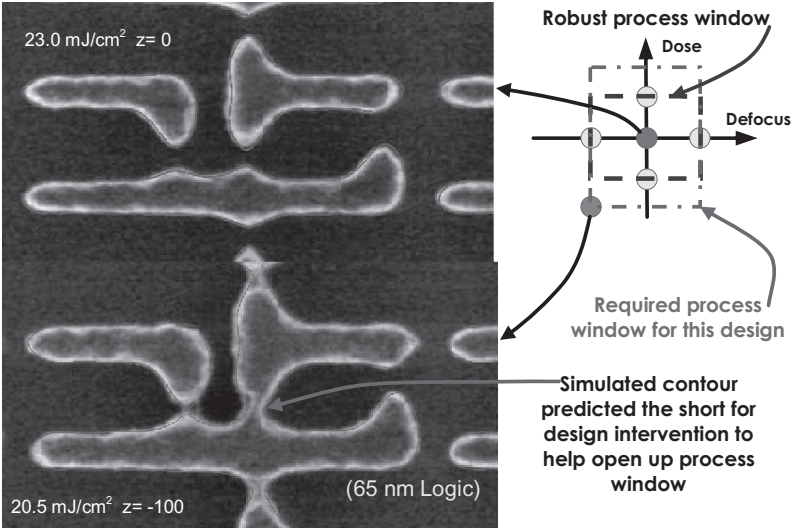 23.0 mJ/cm² z= 0
Robust process window
Dose
Defocus
Required process
window for this design
Simulated contour
predicted the short for
design intervention to
help open up process
window
(65 nm Logic)
20.5 mJ/cm² z= -100